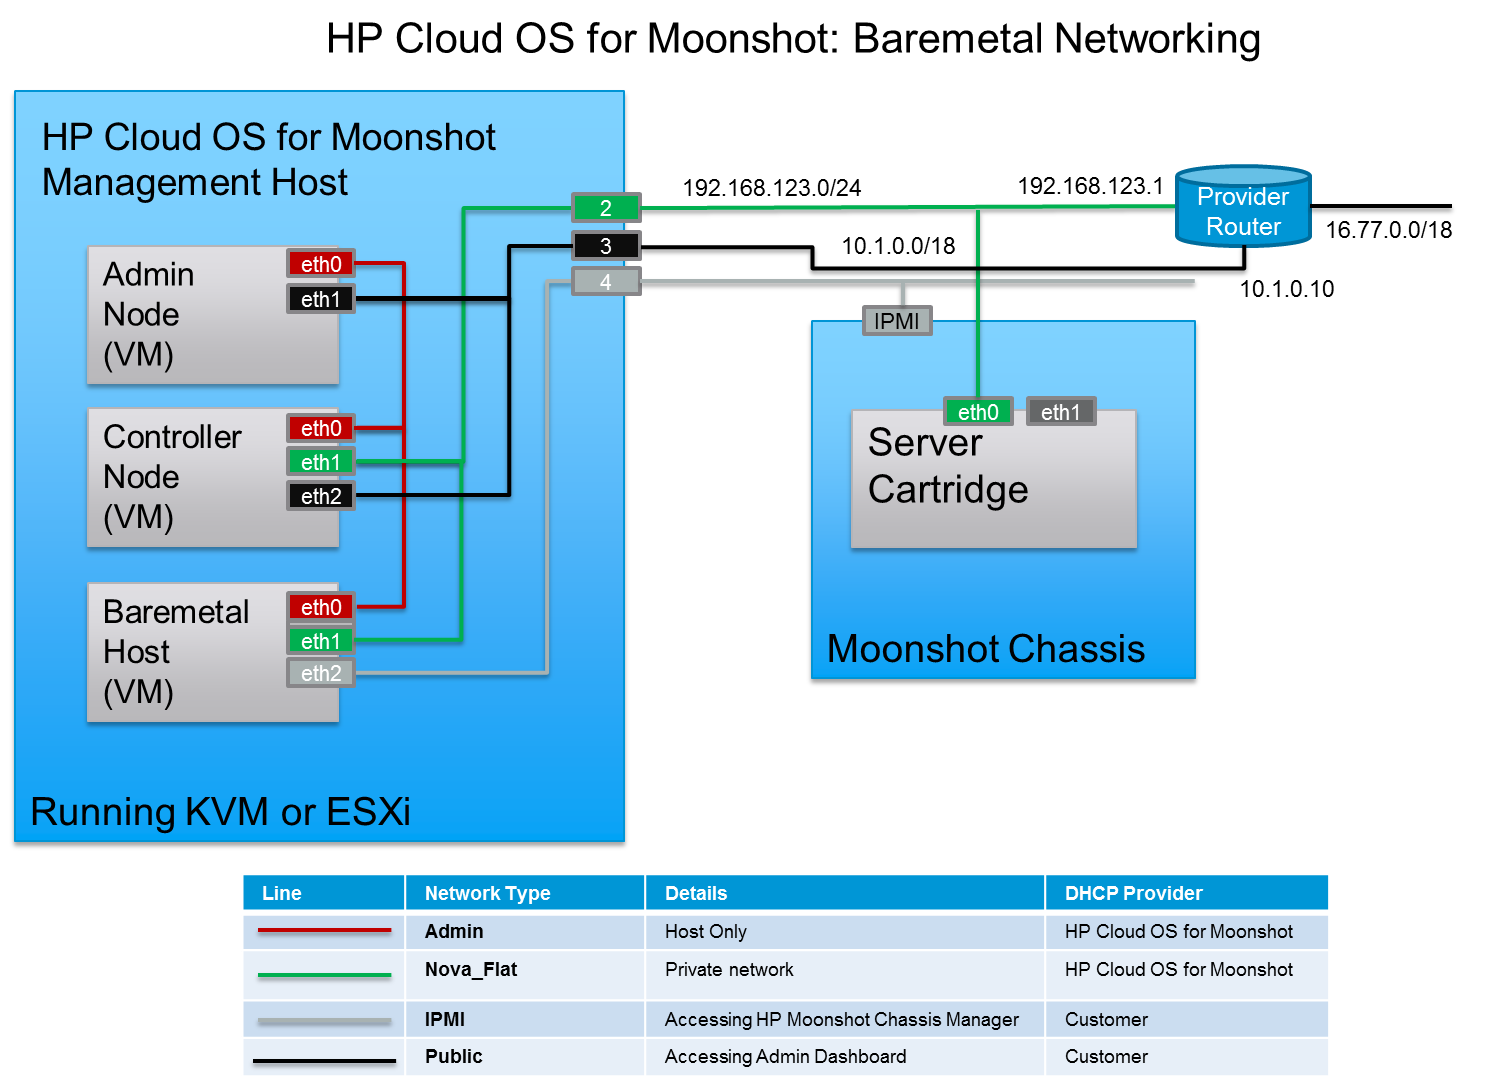 HP Cloud OS for Moonshot: Baremetal Networking
HP Cloud OS for Moonshot
Management Host
Admin
Node
(VM)
eth0
eth1
Controller
Node
(VM)
eth0
eth1
eth2
Baremetal
Host
(VM)
eth0
eth1
eth2
Running KVM or ESXi
2
3
4
192.168.123.0/24
192.168.123.1
10.1.0.0/18
Provider
Router
16.77.0.0/18
10.1.0.10
IPMI
eth0
eth1
Server
Cartridge
Moonshot Chassis
Line Network Type Details DHCP Provider
Admin Host Only HP Cloud OS for Moonshot
Nova_Flat Private network HP Cloud OS for Moonshot
IPMI Accessing HP Moonshot Chassis Manager Customer
Public Accessing Admin Dashboard Customer